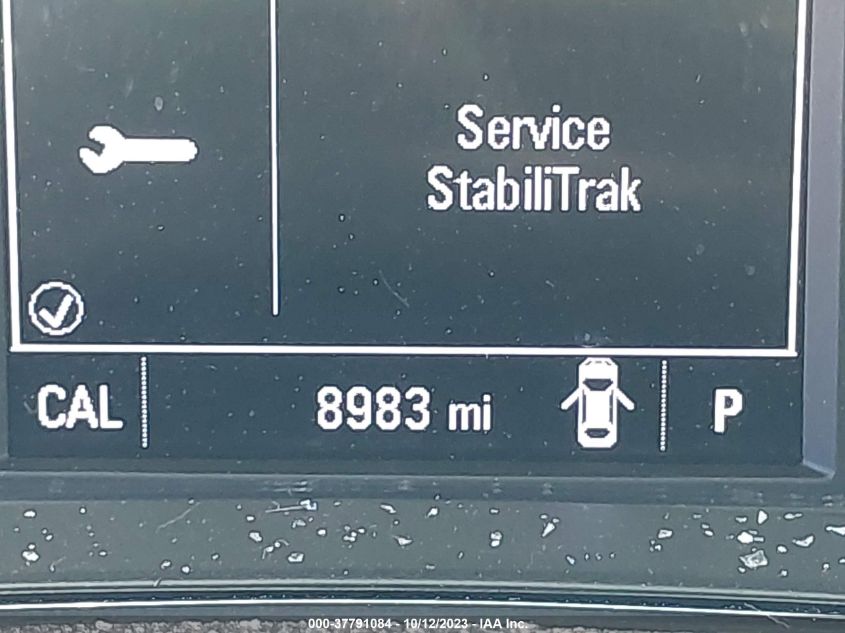 Service
StabiliTrak
CAL 8983 mi P
000-37791084 - 10/12/2023 - IAA Inc.